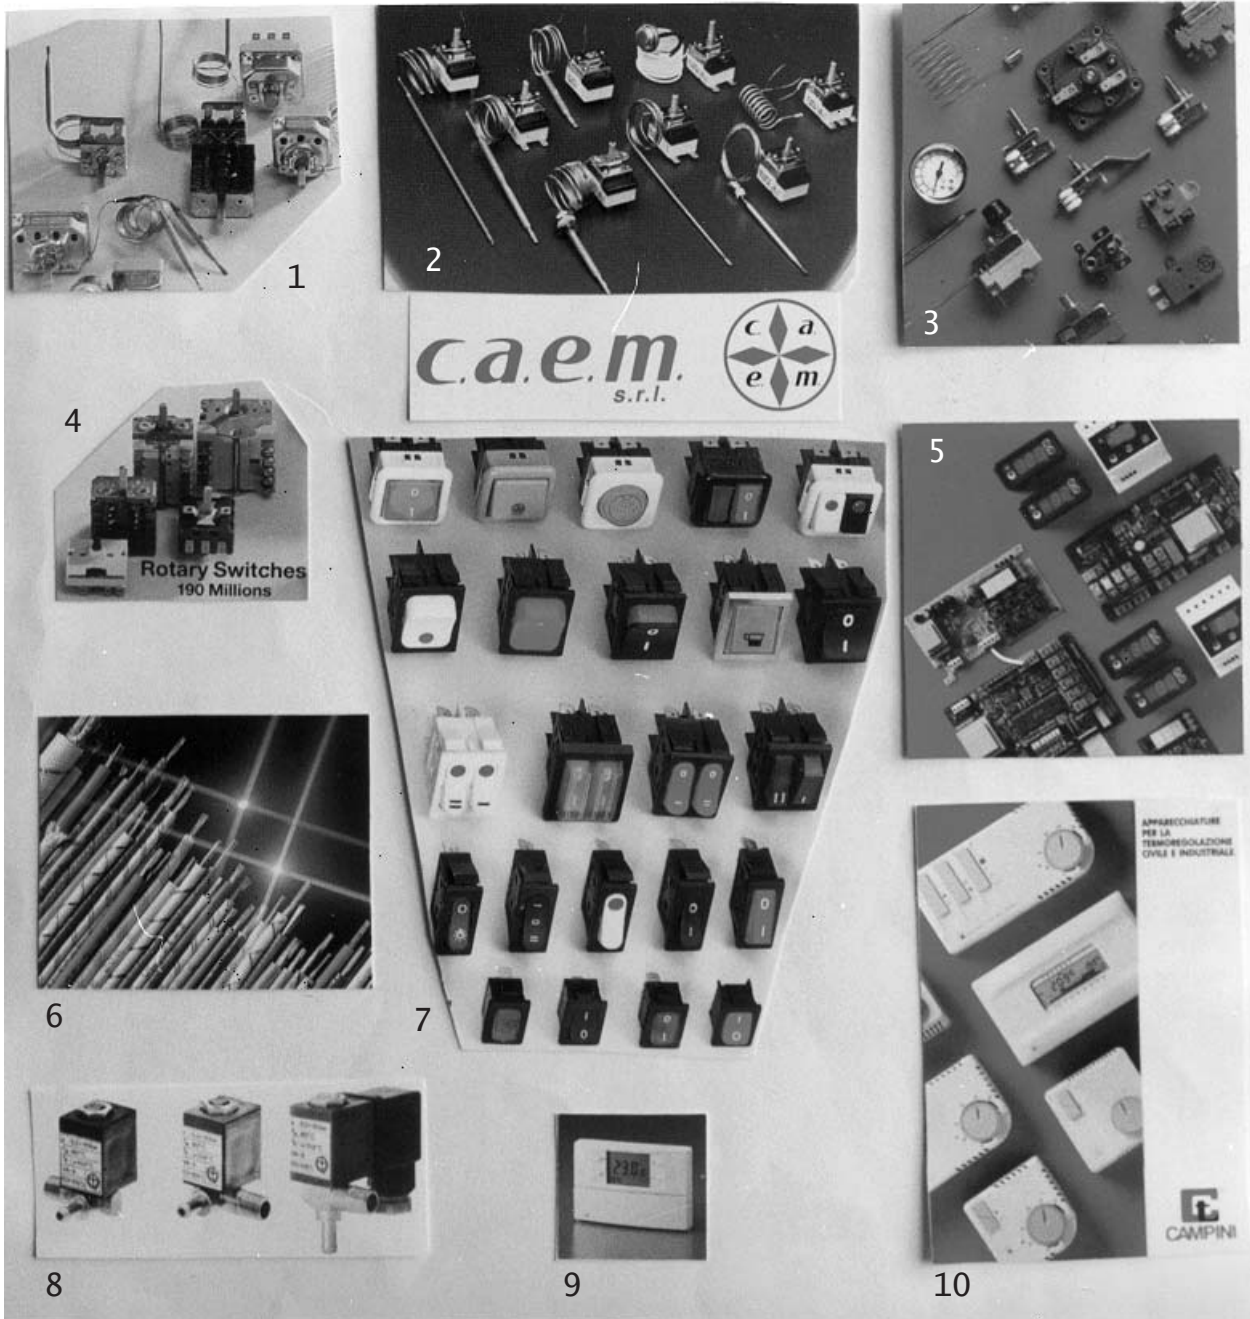 1
2
3
c.a.e.m.
s.r.l.
c. a.
e. m.
4
Rotary Switches
190 Millions
5
6
7
APPARECCHIATURE
PER LA
TERMOREGOLAZIONE
CIVILE E INDUSTRIALE.
CAMPINI
8
9
10